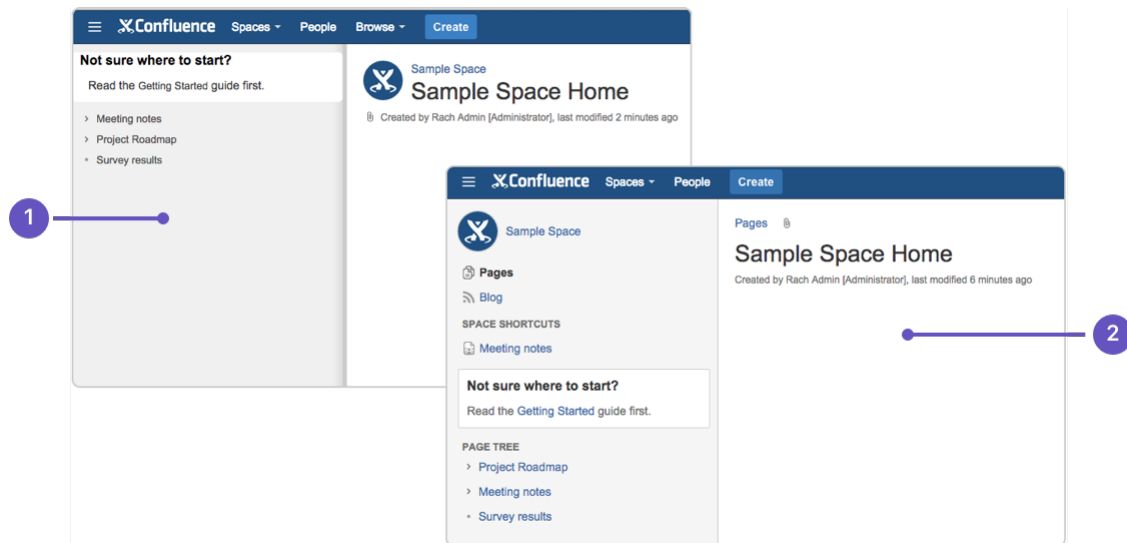 Confluence Spaces People Browse Create
Not sure where to start?
Read the Getting Started guide first.
Meeting notes
Project Roadmap
Survey results
Sample Space
Sample Space Home
Created by Rach Admin [Administrator], last modified 2 minutes ago
1
Confluence Spaces People Create
Sample Space
Pages
Blog
SPACE SHORTCUTS
Meeting notes
Not sure where to start?
Read the Getting Started guide first.
PAGE TREE
Project Roadmap
Meeting notes
Survey results
Pages
Sample Space Home
Created by Rach Admin [Administrator], last modified 6 minutes ago
2